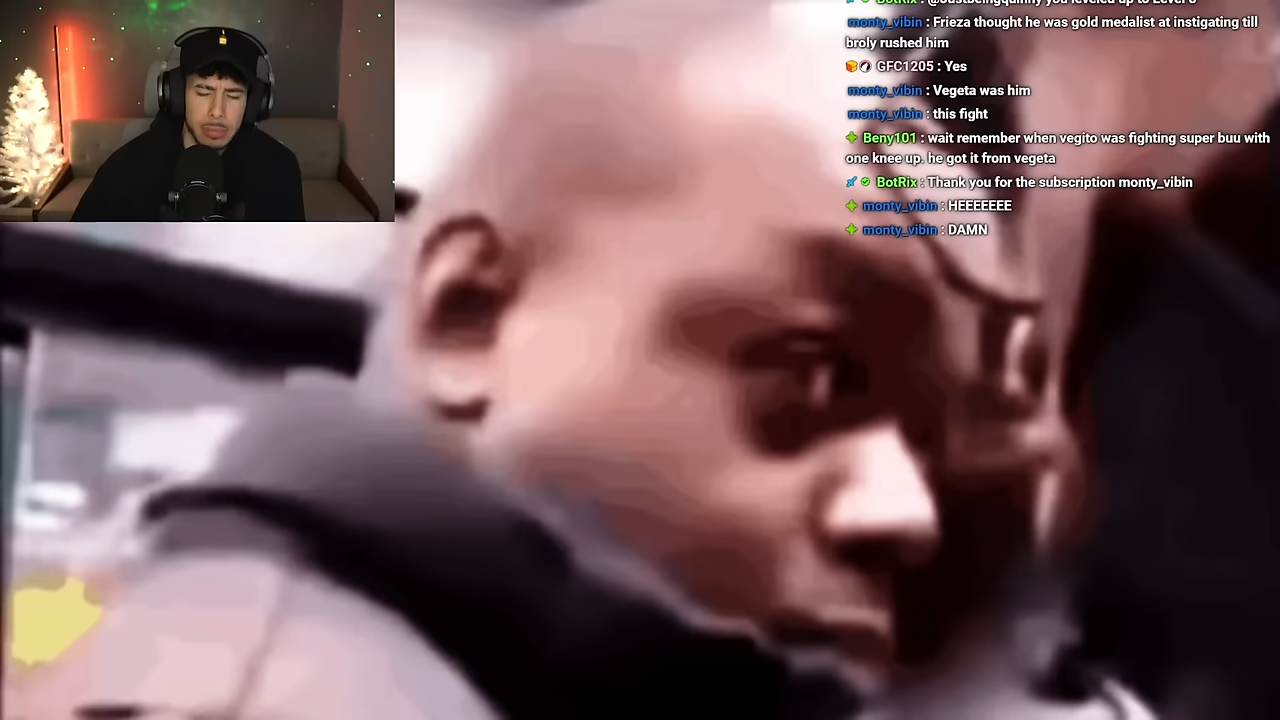 monty_vibin : Frieza thought he was gold medalist at instigating till
broly rushed him
GFC1205 : Yes
monty_vibin : Vegeta was him
monty_vibin : this fight
Beny101 : wait remember when vegito was fighting super buu with
one knee up. he got it from vegeta
BotRix : Thank you for the subscription monty_vibin
monty_vibin : HEEEEEEE
monty_vibin : DAMN